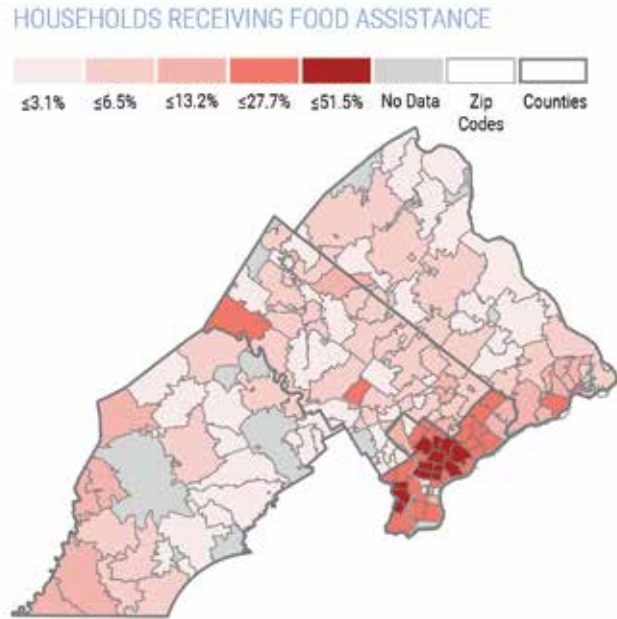 HOUSEHOLDS RECEIVING FOOD ASSISTANCE
≤3.1% ≤6.5% ≤13.2% ≤27.7% ≤51.5% No Data Zip Counties
Codes